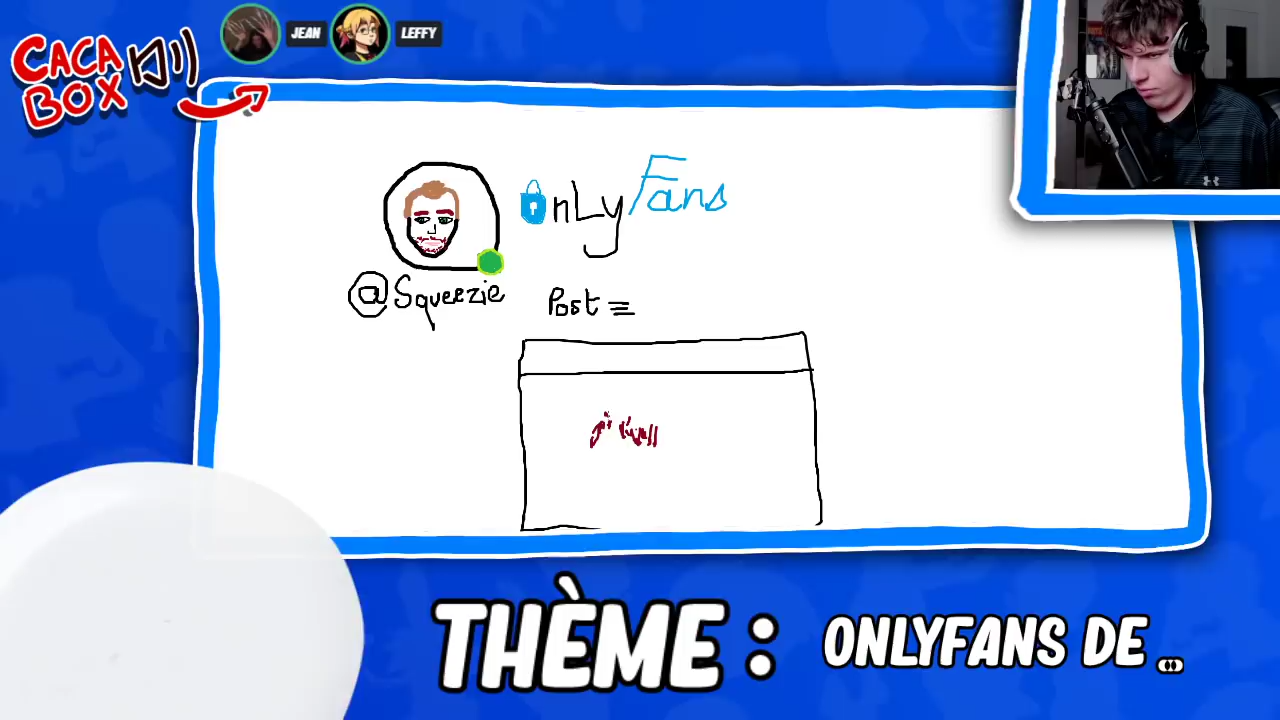 CACA
BOX
JEAN
LEFFY
OnLyFans
@Squeezie
Post
THÈME : ONLYFANS DE ..